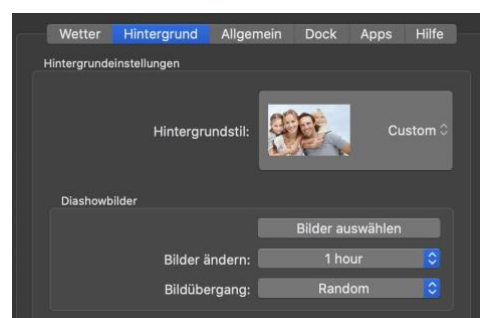 Wetter Hintergrund Allgemein Dock Apps Hilfe
Hintergrundeinstellungen
Hintergrundstil: Custom
Diashowbilder
Bilder auswählen
Bilder ändern: 1 hour
Bildübergang: Random